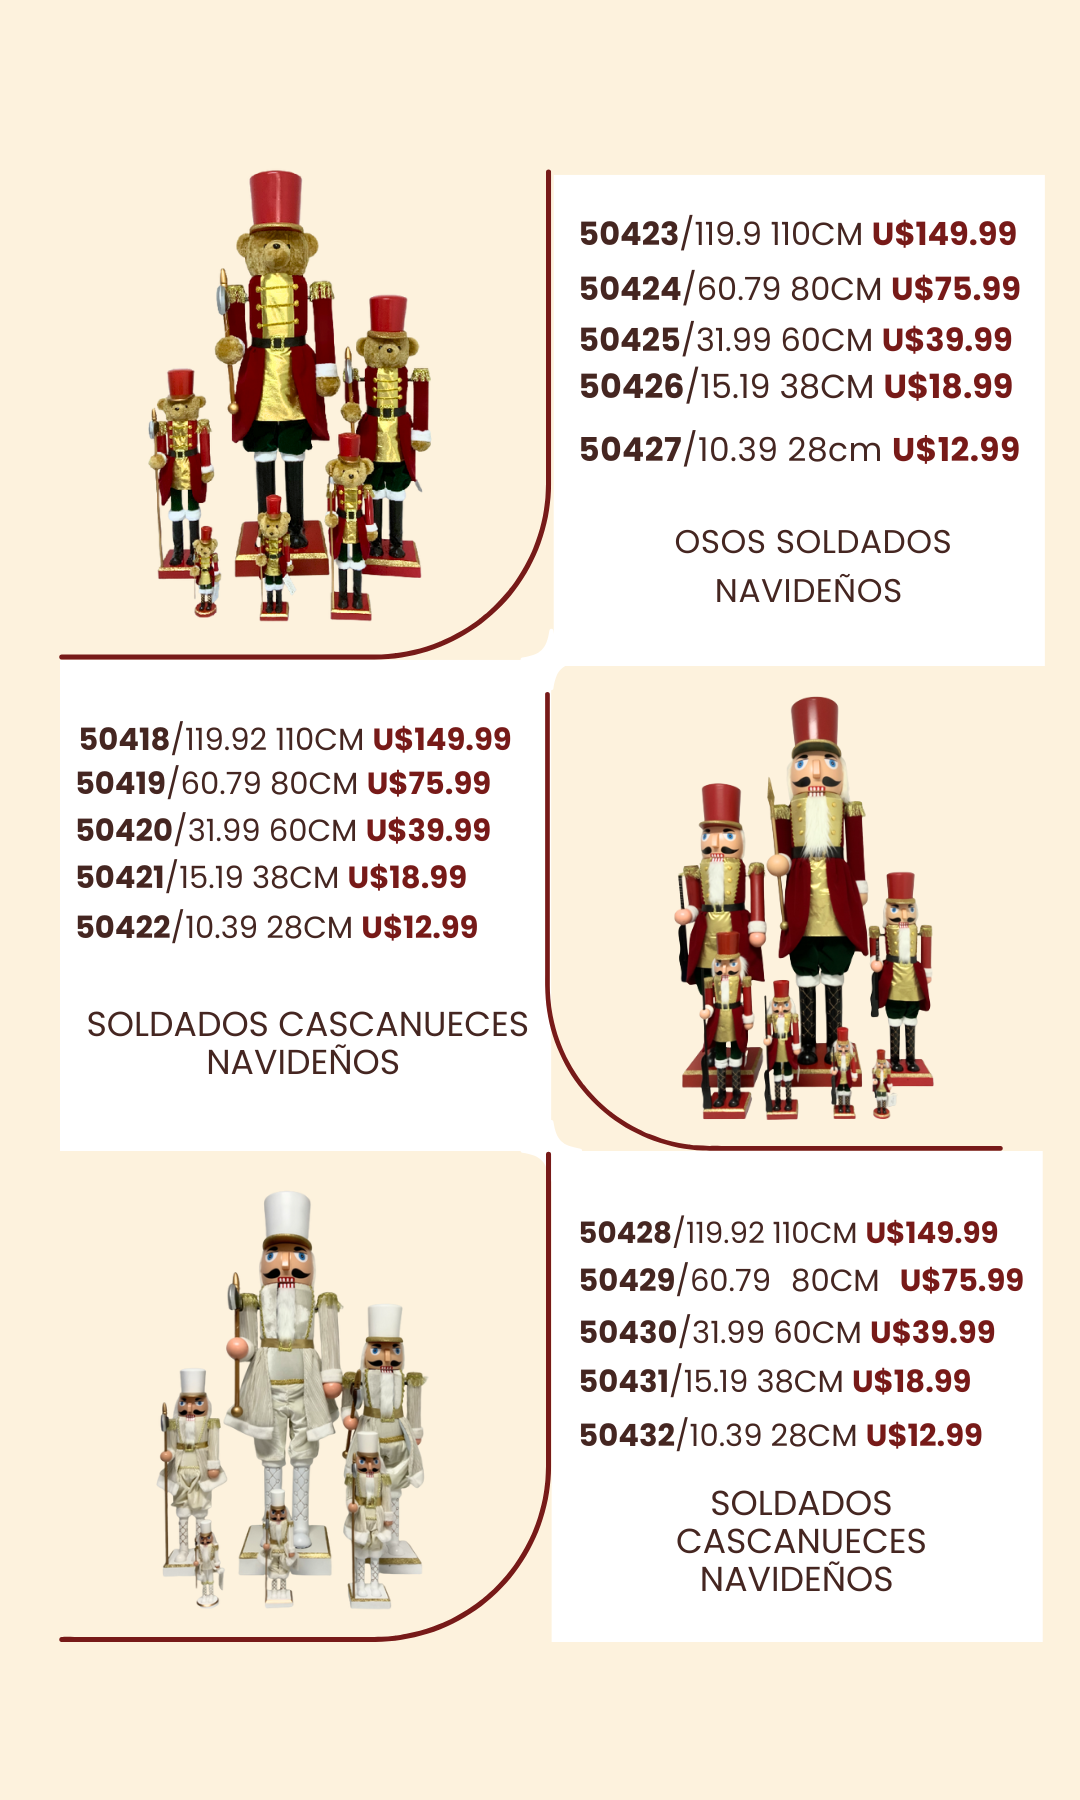 50423/119.9 110CM U$149.99
50424/60.79 80CM U$75.99
50425/31.99 60CM U$39.99
50426/15.19 38CM U$18.99
50427/10.39 28cm U$12.99
OSOS SOLDADOS
NAVIDEÑOS
50418/119.92 110CM U$149.99
50419/60.79 80CM U$75.99
50420/31.99 60CM U$39.99
50421/15.19 38CM U$18.99
50422/10.39 28CM U$12.99
SOLDADOS CASCANUECES
NAVIDEÑOS
50428/119.92 110CM U$149.99
50429/60.79 80CM U$75.99
50430/31.99 60CM U$39.99
50431/15.19 38CM U$18.99
50432/10.39 28CM U$12.99
SOLDADOS
CASCANUECES
NAVIDEÑOS